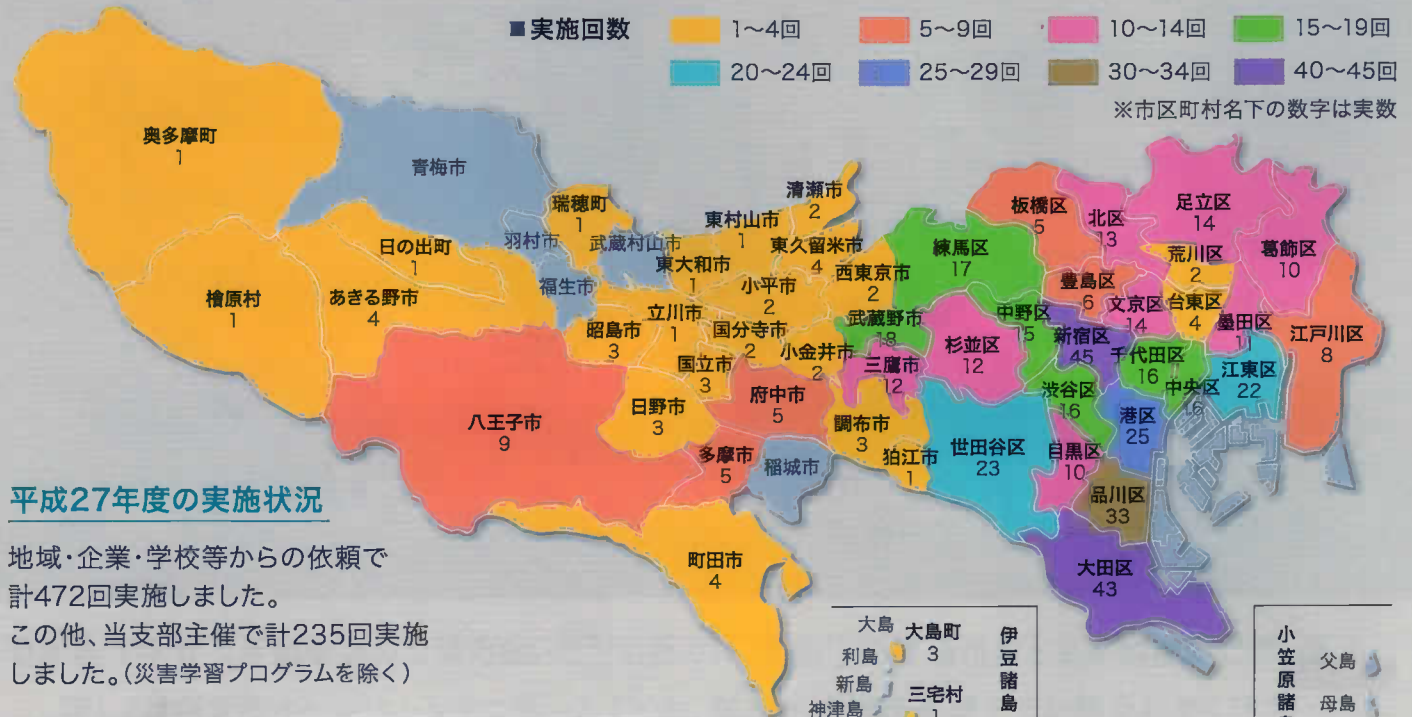 ■実施回数
1～4回
5～9回
10～14回
15～19回
20～24回
25～29回
30～34回
40～45回
※市区町村名下の数字は実数
奥多摩町
1
青梅市
瑞穂町
1
羽村市
武蔵村山市
福生市
日の出町
1
檜原村
1
あきる野市
4
清瀬市
2
東村山市
1
東久留米市
4
東大和市
1
小平市
2
西東京市
2
昭島市
3
立川市
1
国分寺市
2
国立市
3
小金井市
2
武蔵野市
18
三鷹市
12
八王子市
9
日野市
3
府中市
5
調布市
3
多摩市
5
稲城市
狛江市
1
町田市
4
練馬区
17
板橋区
5
北区
13
足立区
14
葛飾区
10
荒川区
2
豊島区
6
文京区
14
台東区
4
墨田区
11
江戸川区
8
中野区
15
杉並区
12
新宿区
45
千代田区
16
中央区
16
江東区
22
渋谷区
16
港区
25
世田谷区
23
目黒区
10
品川区
33
大田区
43
平成27年度の実施状況
地域・企業・学校等からの依頼で
計472回実施しました。
この他、当支部主催で計235回実施
しました。(災害学習プログラムを除く)
大島
大島町
3
利島
新島
神津島
三宅村
1
伊豆諸島
小笠原諸
父島
母島